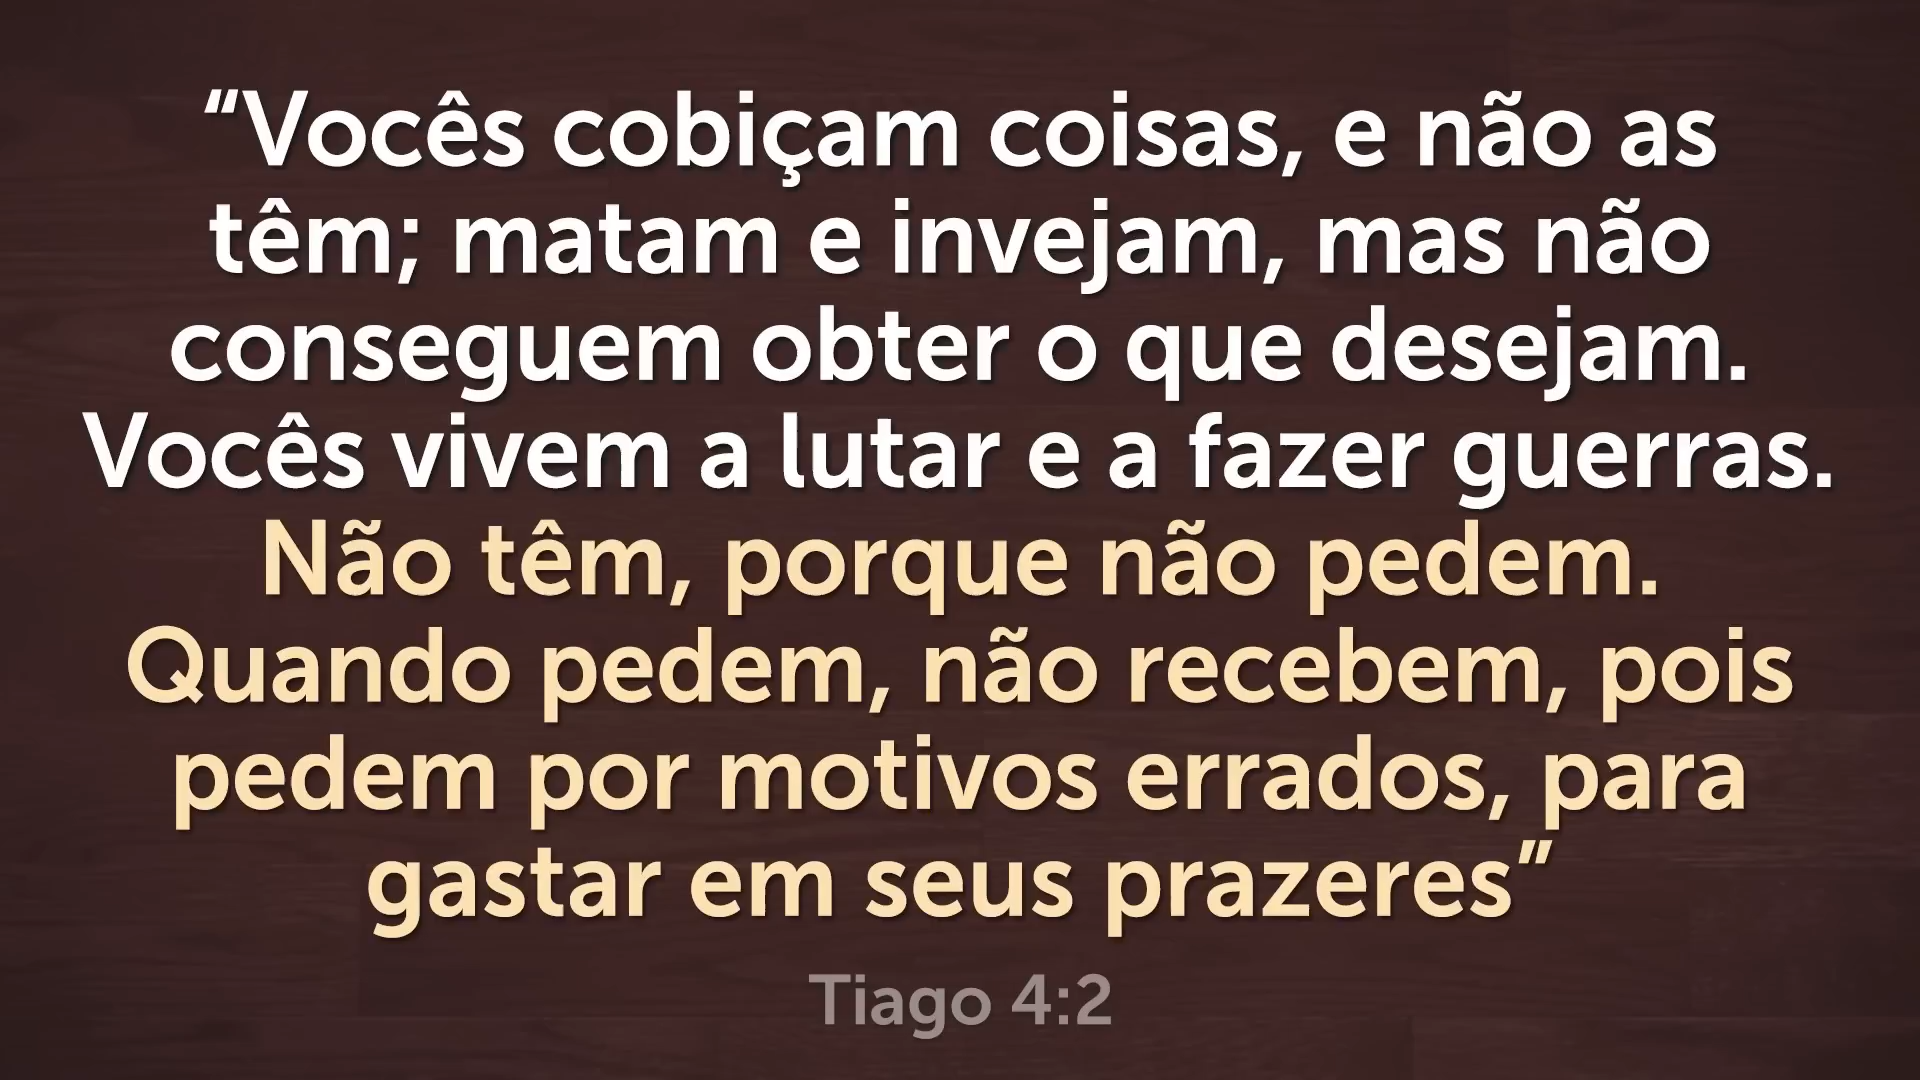 “Vocês cobiçam coisas, e não as
têm; matam e invejam, mas não
conseguem obter o que desejam.
Vocês vivem a lutar e a fazer guerras.
Não têm, porque não pedem.
Quando pedem, não recebem, pois
pedem por motivos errados, para
gastar em seus prazeres”
Tiago 4:2